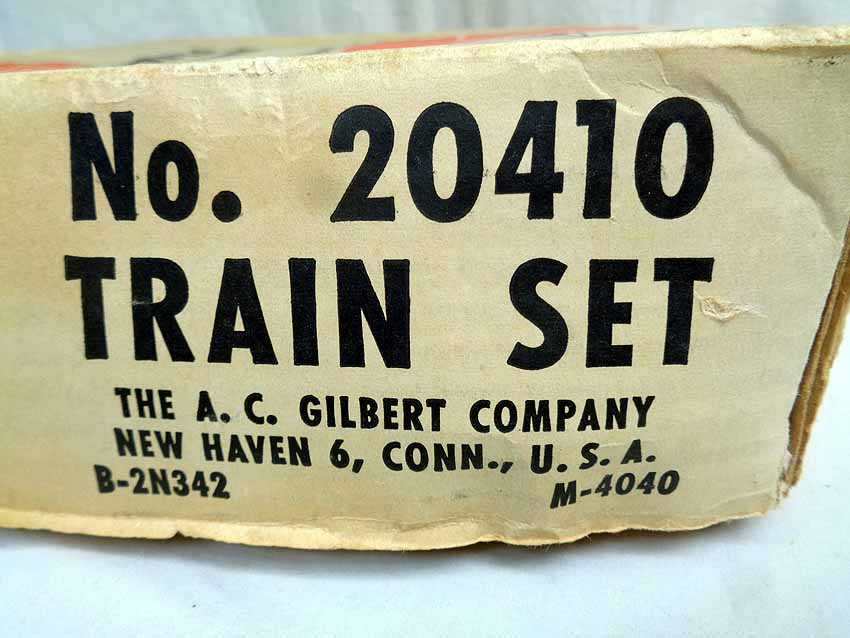 No. 20410
TRAIN SET
THE A. C. GILBERT COMPANY
NEW HAVEN 6, CONN., U. S. A.
B-2N342 M-4040